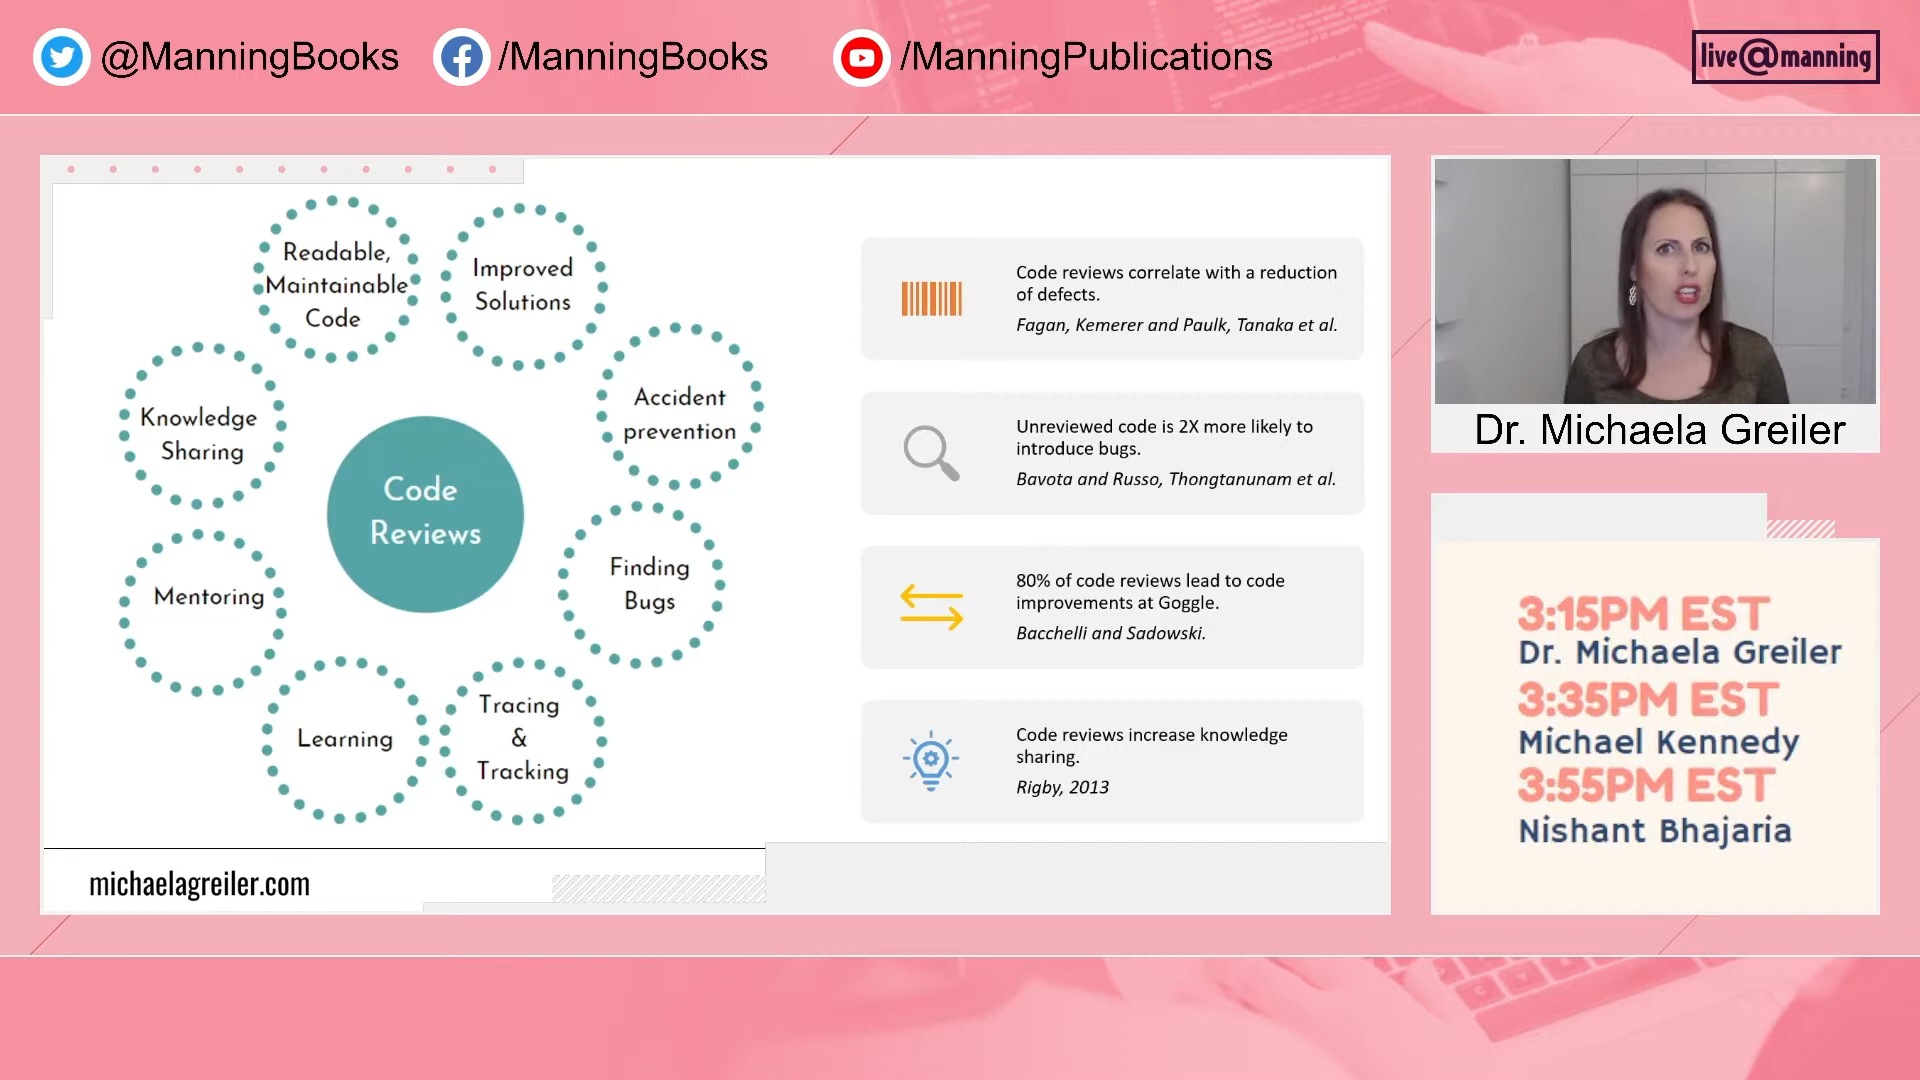 @ManningBooks
/ManningBooks
/ManningPublications
live@manning
Readable,
Maintainable
Code
Improved
Solutions
Accident
prevention
Knowledge
Sharing
Code
Reviews
Finding
Bugs
Mentoring
Learning
Tracing
&
Tracking
michaelagreiler.com
Code reviews correlate with a reduction
of defects.
Fagan, Kemerer and Paulk, Tanaka et al.
Unreviewed code is 2X more likely to
introduce bugs.
Bavota and Russo, Thongtanunam et al.
80% of code reviews lead to code
improvements at Goggle.
Bacchelli and Sadowski.
Code reviews increase knowledge
sharing.
Rigby, 2013
Dr. Michaela Greiler
3:15PM EST
Dr. Michaela Greiler
3:35PM EST
Michael Kennedy
3:55PM EST
Nishant Bhajaria